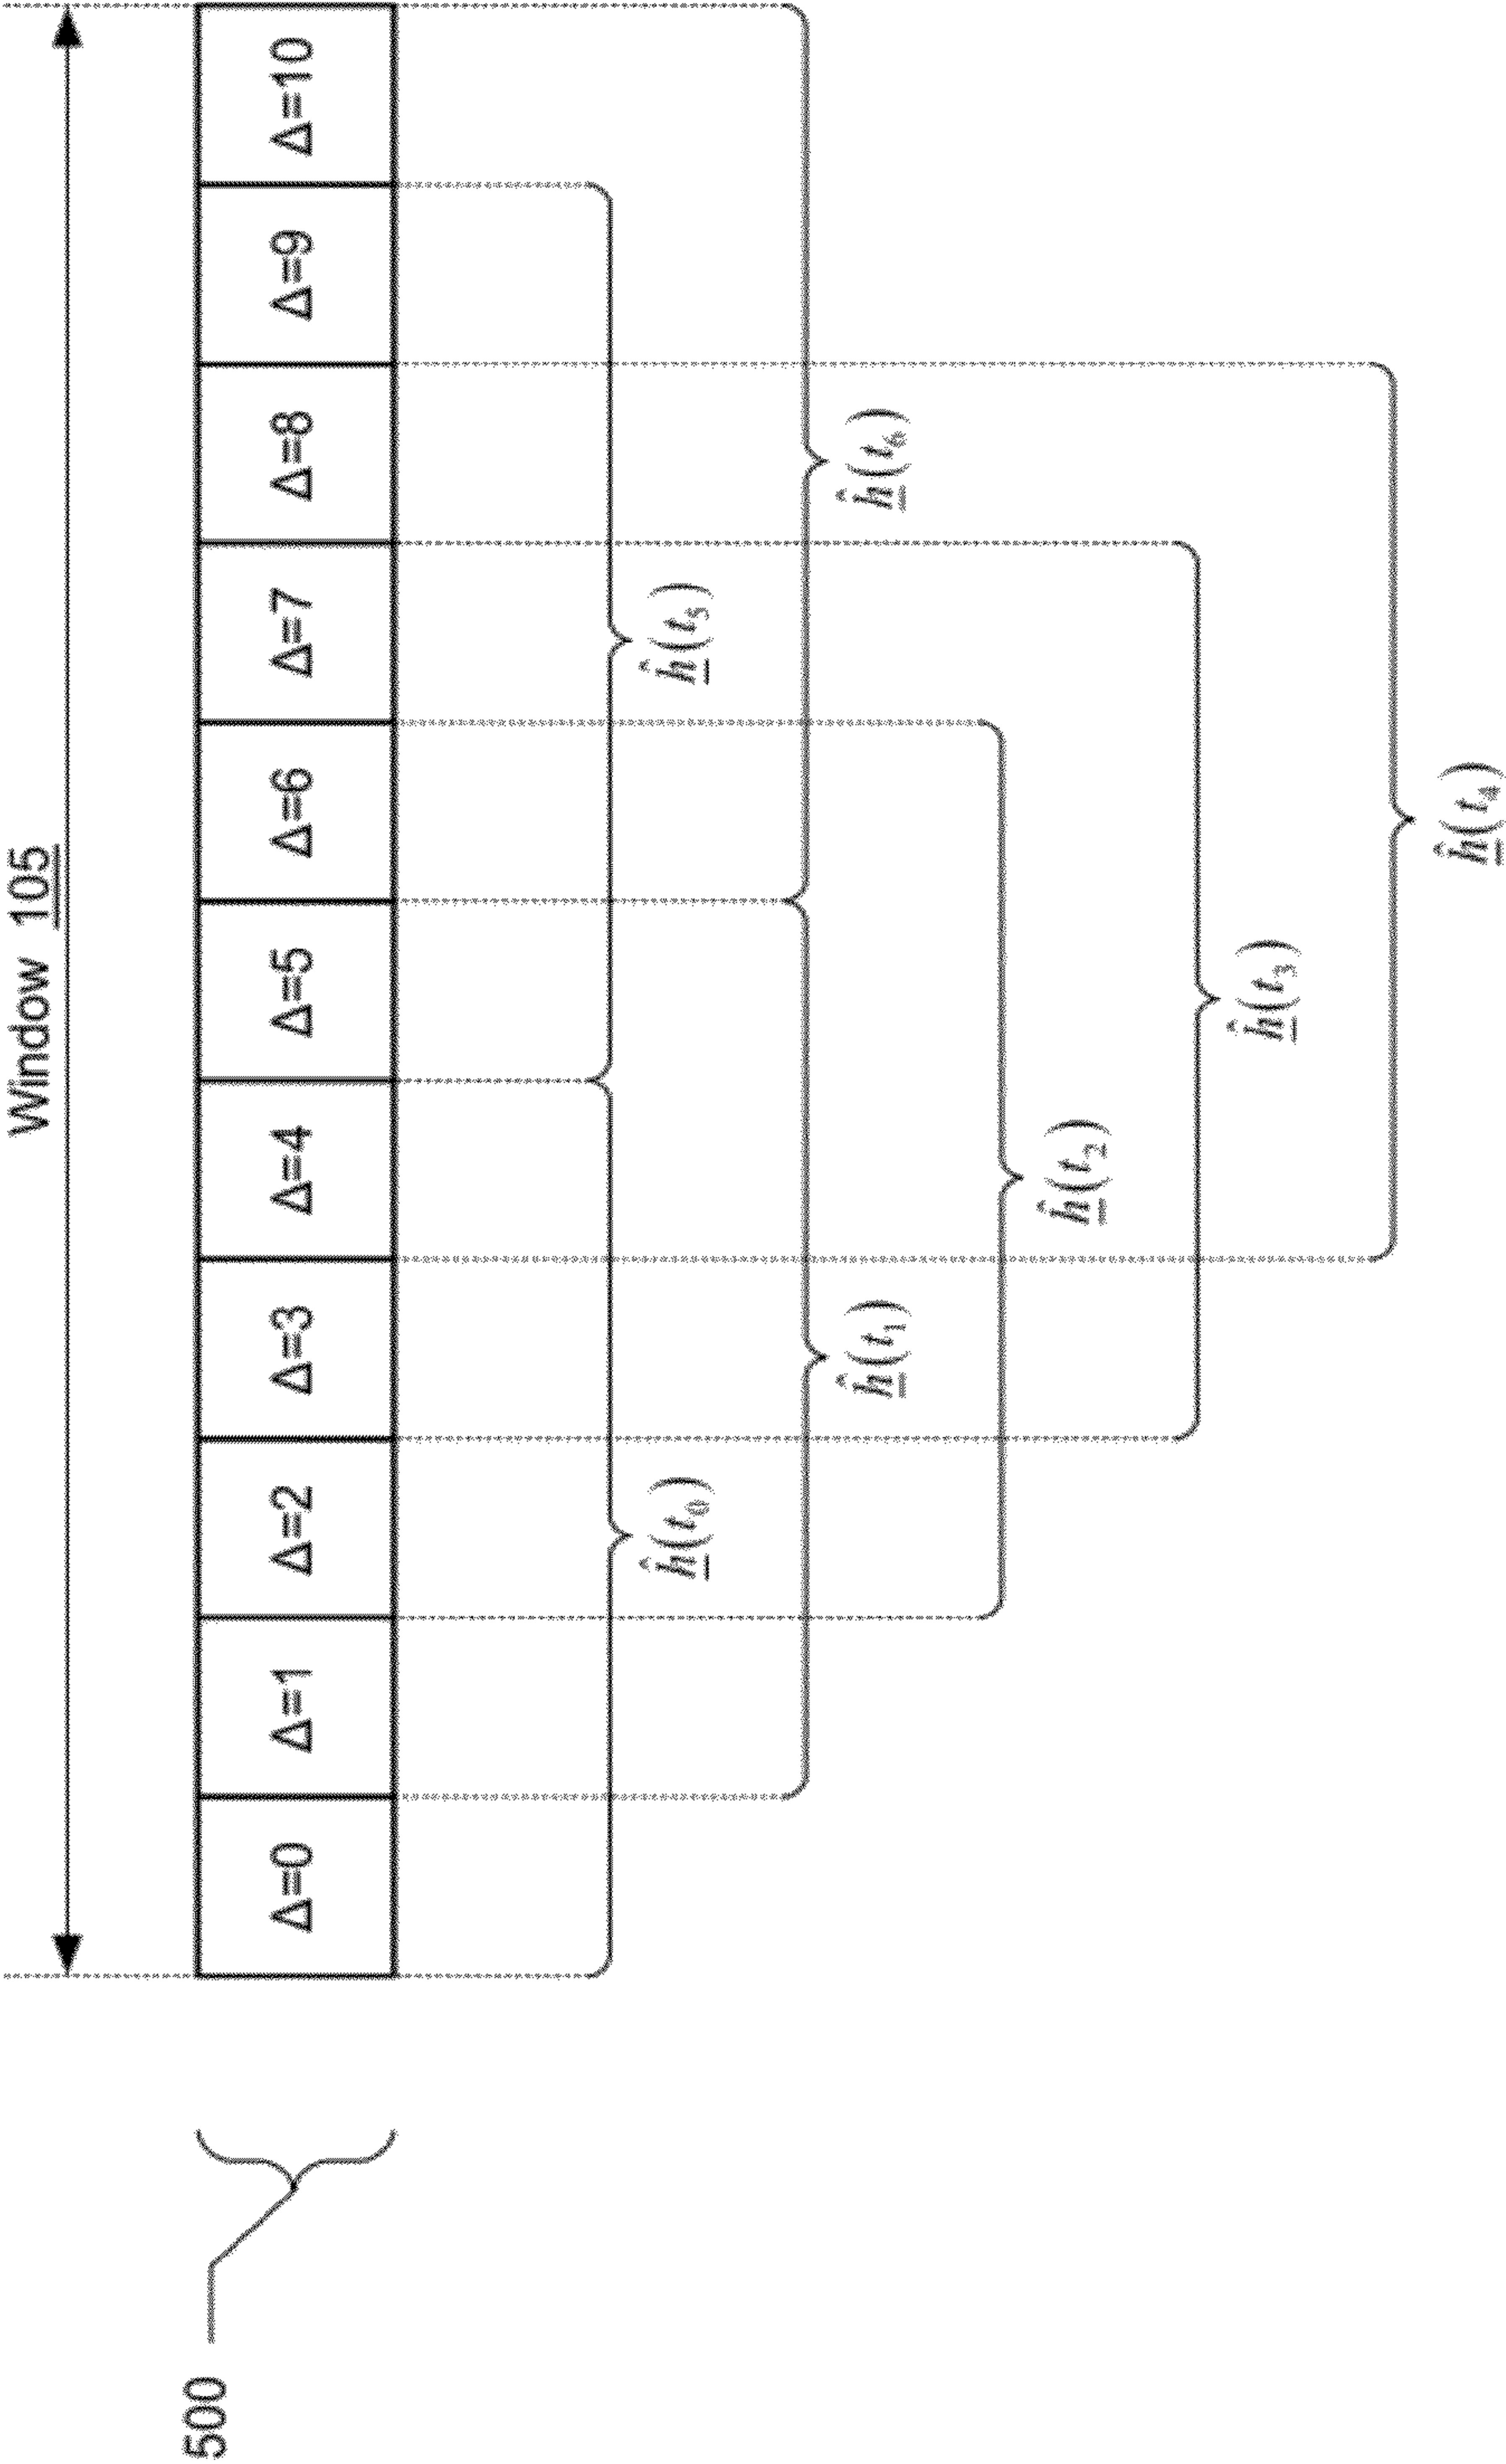 Window 105
500
Δ=0 Δ=1 Δ=2 Δ=3 Δ=4 Δ=5 Δ=6 Δ=7 Δ=8 Δ=9 Δ=10
ĥ(t₀) ĥ(t₅)
ĥ(t₁) ĥ(t₆)
ĥ(t₂)
ĥ(t₃)
ĥ(t₄)